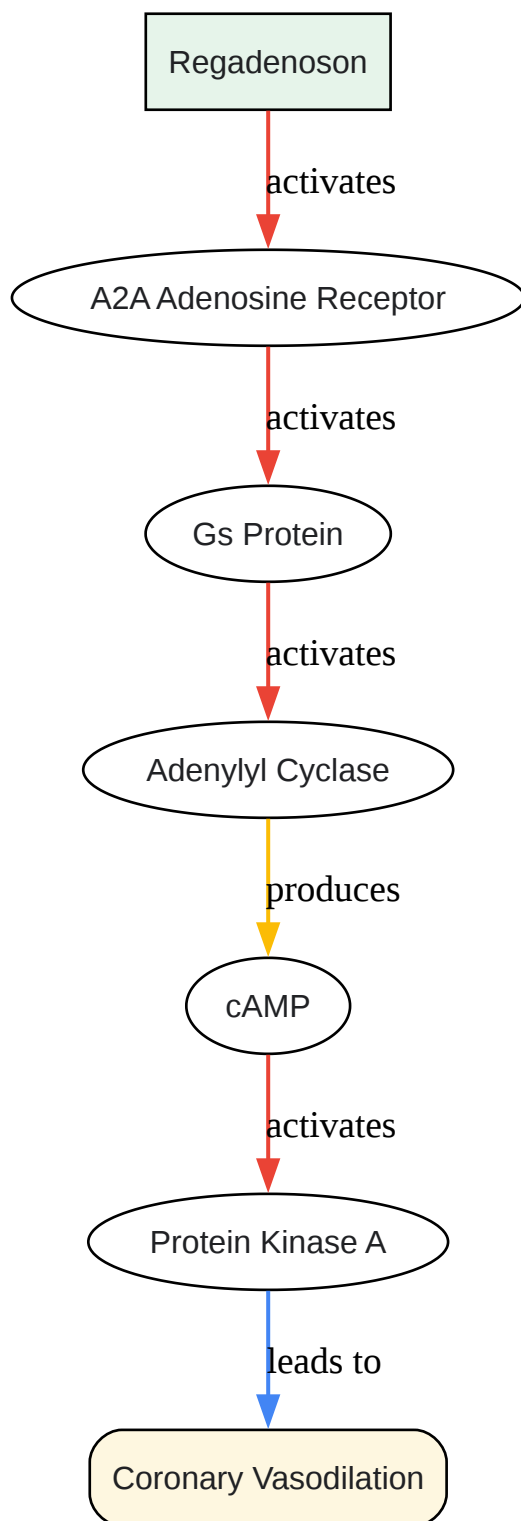 Regadenoson
activates
A2A Adenosine Receptor
activates
Gs Protein
activates
Adenylyl Cyclase
produces
cAMP
activates
Protein Kinase A
leads to
Coronary Vasodilation